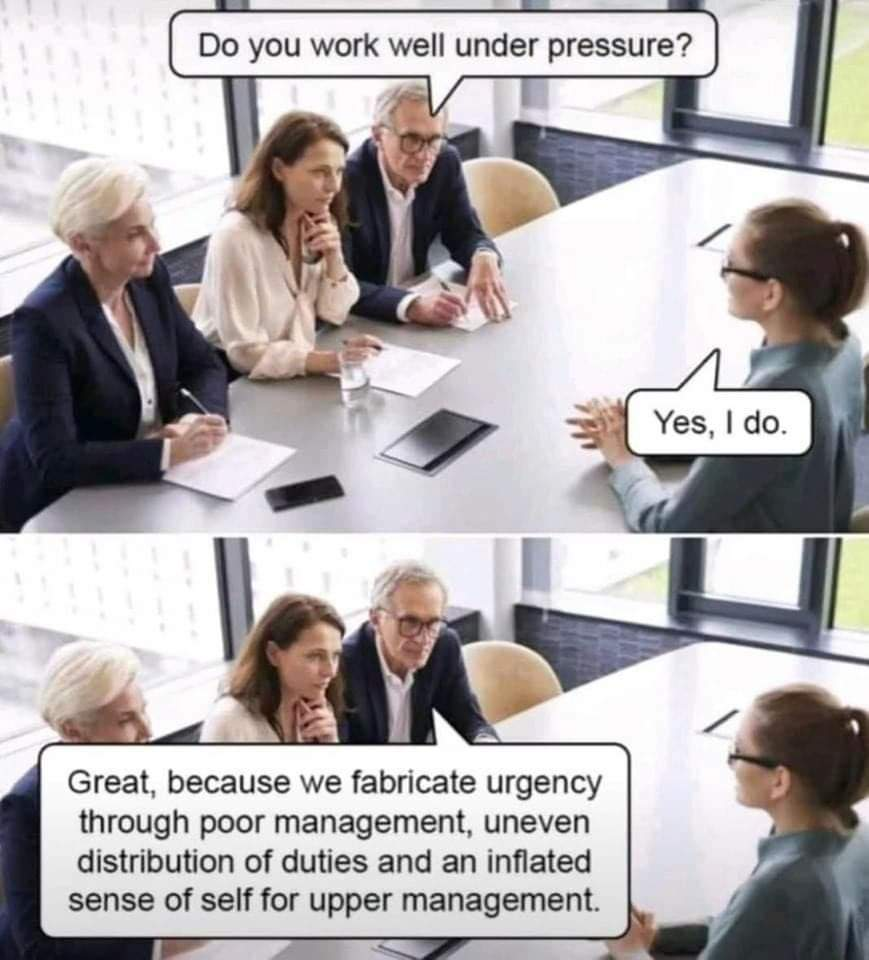 Do you work well under pressure?
Yes, I do.
Great, because we fabricate urgency
through poor management, uneven
distribution of duties and an inflated
sense of self for upper management.